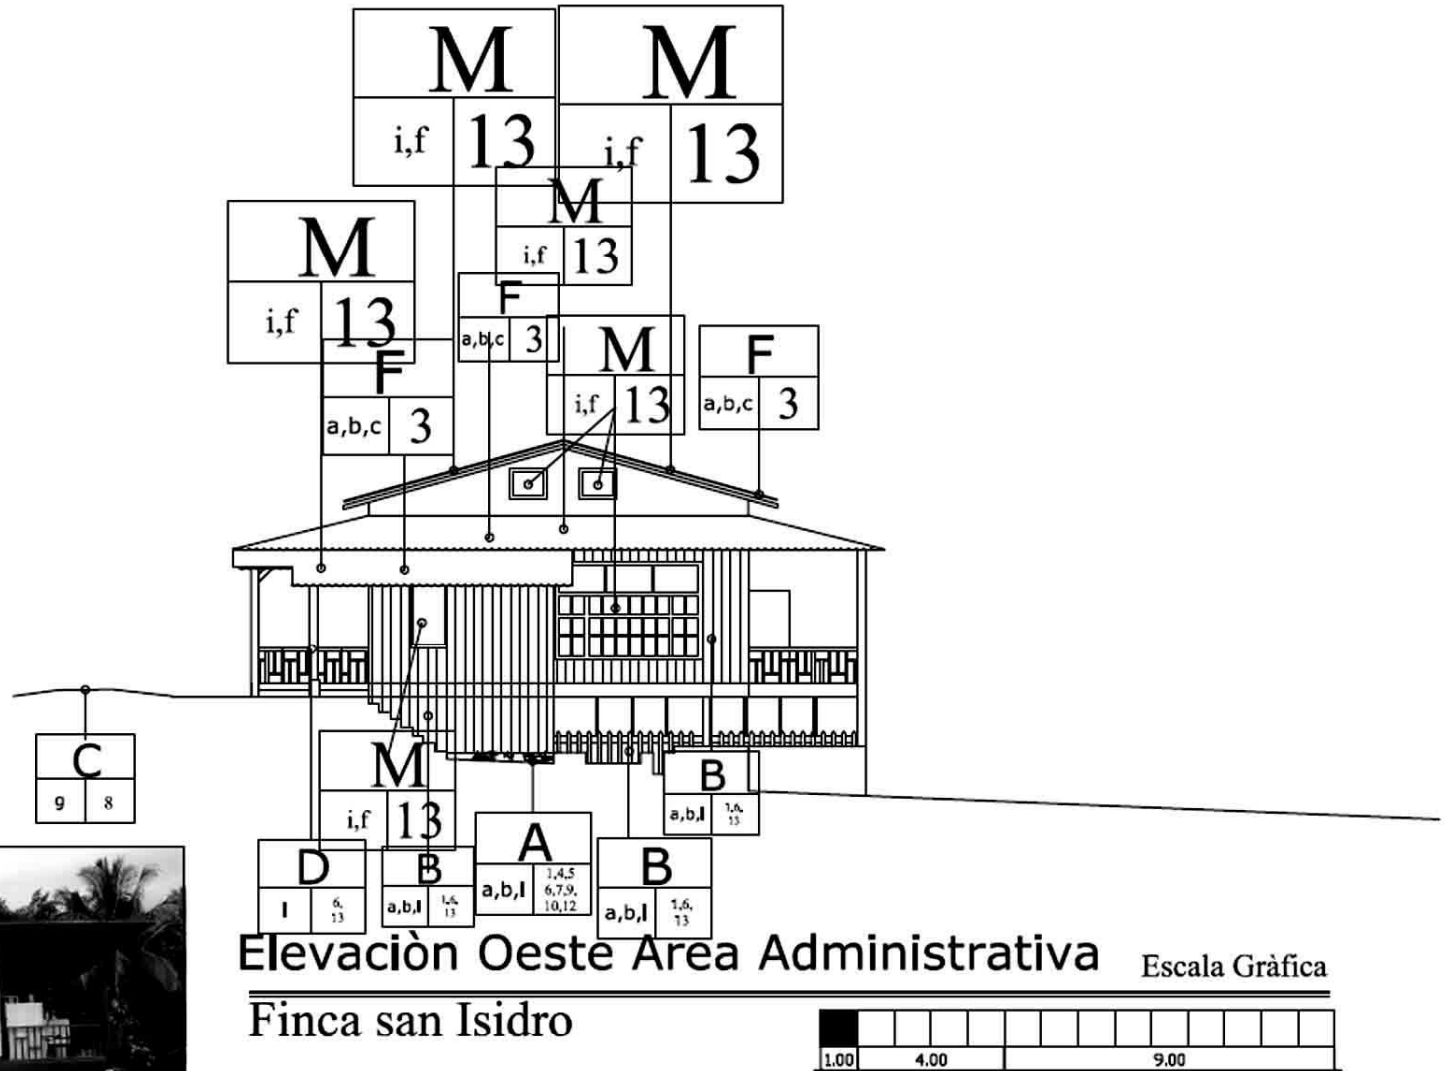 M
i,f 13
M
i,f 13
M
i,f 13
M
i,f 13
F
a,b,c 3
M
i,f 13
F
a,b,c 3
F
a,b,c 3
C
9 8
M
i,f 13
B
a,b,l 1,6,
13
A
a,b,l 1,4,5
6,7,9,
10,12
D
l 6,
13
B
a,b,l 1,6,
13
B
a,b,l 1,6,
13
Elevaciòn Oeste Area Administrativa
Escala Gràfica
Finca san Isidro
1.00 4.00 9.00